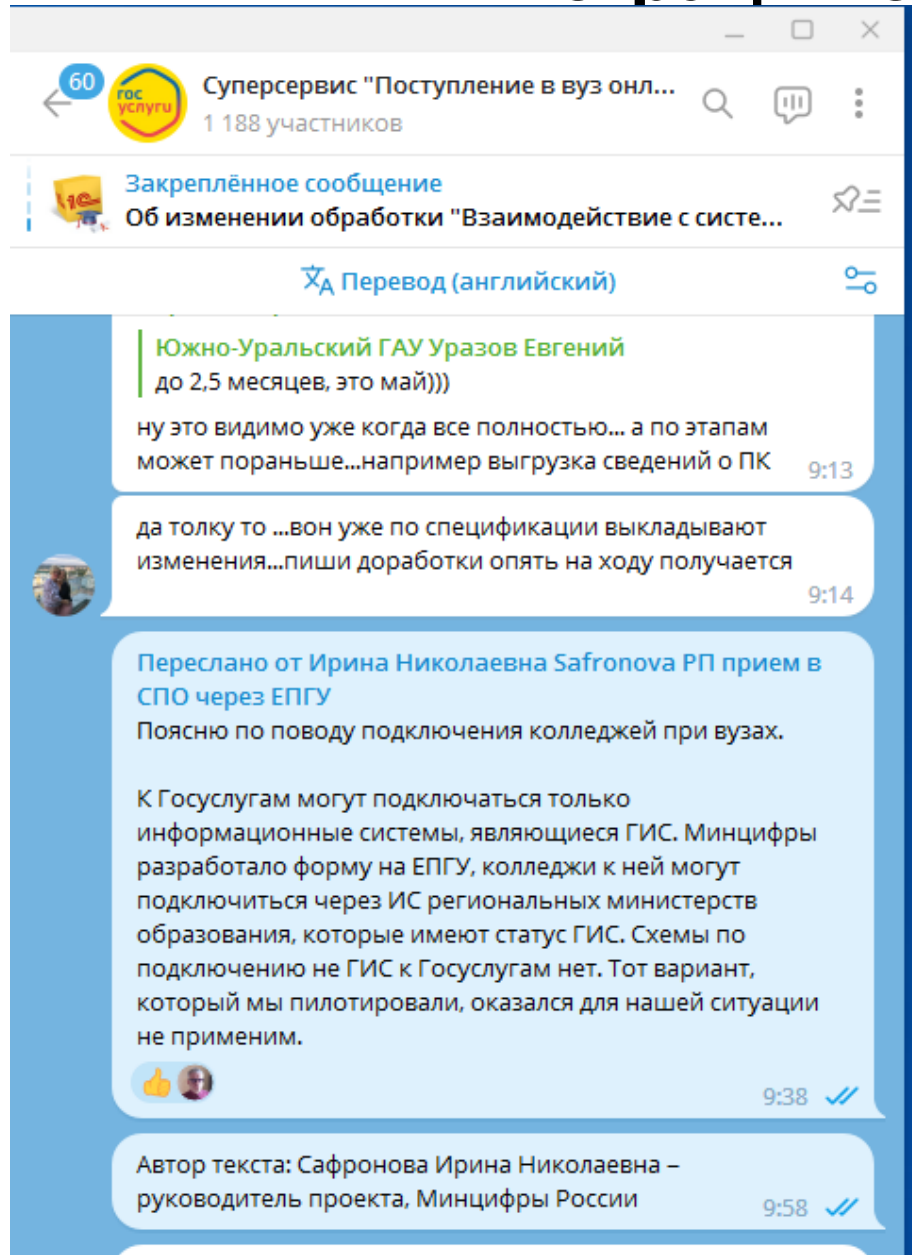 60
гос
услуги
Суперсервис "Поступление в вуз онл...
1 188 участников
1С
Закреплённое сообщение
Об изменении обработки "Взаимодействие с систе...
Перевод (английский)
Южно-Уральский ГАУ Уразов Евгений
до 2,5 месяцев, это май)))
ну это видимо уже когда все полностью... а по этапам
может пораньше...например выгрузка сведений о ПК
9:13
да толку то ...вон уже по спецификации выкладывают
изменения...пиши доработки опять на ходу получается
9:14
Переслано от Ирина Николаевна Safronova РП прием в
СПО через ЕПГУ
Поясню по поводу подключения колледжей при вузах.
К Госуслугам могут подключаться только
информационные системы, являющиеся ГИС. Минцифры
разработало форму на ЕПГУ, колледжи к ней могут
подключиться через ИС региональных министерств
образования, которые имеют статус ГИС. Схемы по
подключению не ГИС к Госуслугам нет. Тот вариант,
который мы пилотировали, оказался для нашей ситуации
не применим.
9:38
Автор текста: Сафронова Ирина Николаевна –
руководитель проекта, Минцифры России
9:58